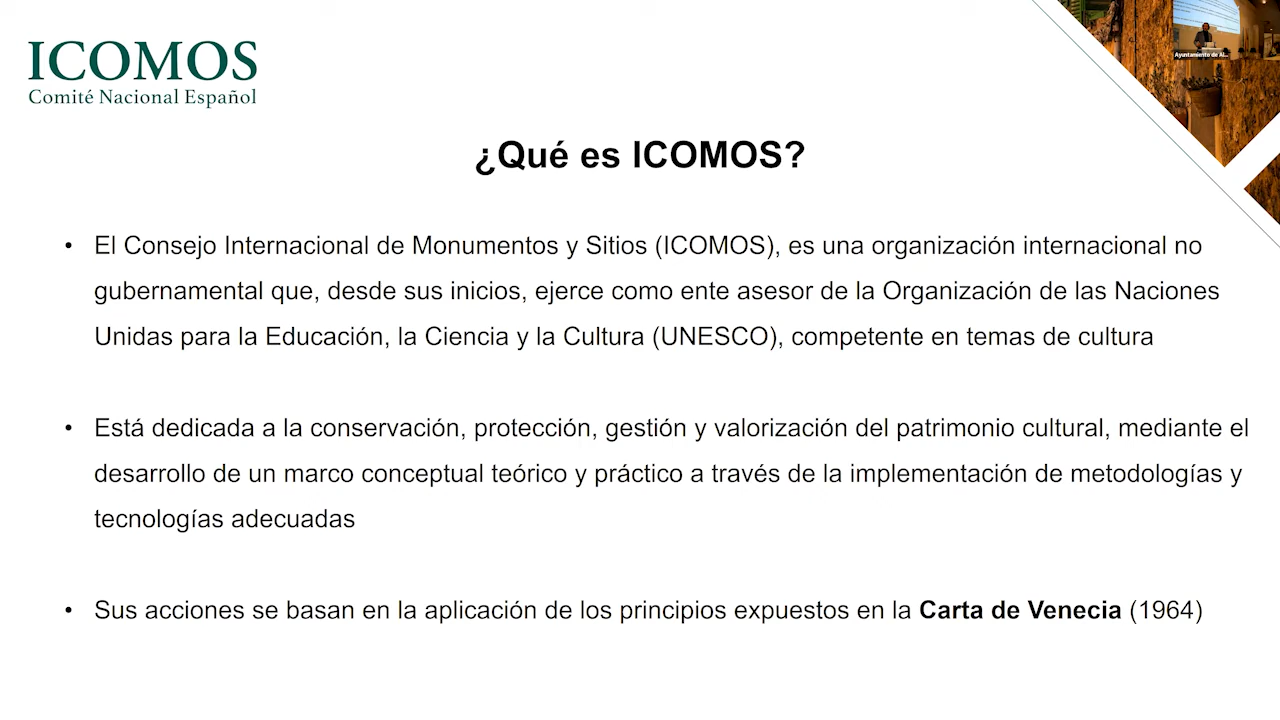 ICOMOS
Comité Nacional Español
Ayuntamiento de Al...
¿Qué es ICOMOS?
• El Consejo Internacional de Monumentos y Sitios (ICOMOS), es una organización internacional no
gubernamental que, desde sus inicios, ejerce como ente asesor de la Organización de las Naciones
Unidas para la Educación, la Ciencia y la Cultura (UNESCO), competente en temas de cultura
• Está dedicada a la conservación, protección, gestión y valorización del patrimonio cultural, mediante el
desarrollo de un marco conceptual teórico y práctico a través de la implementación de metodologías y
tecnologías adecuadas
• Sus acciones se basan en la aplicación de los principios expuestos en la Carta de Venecia (1964)